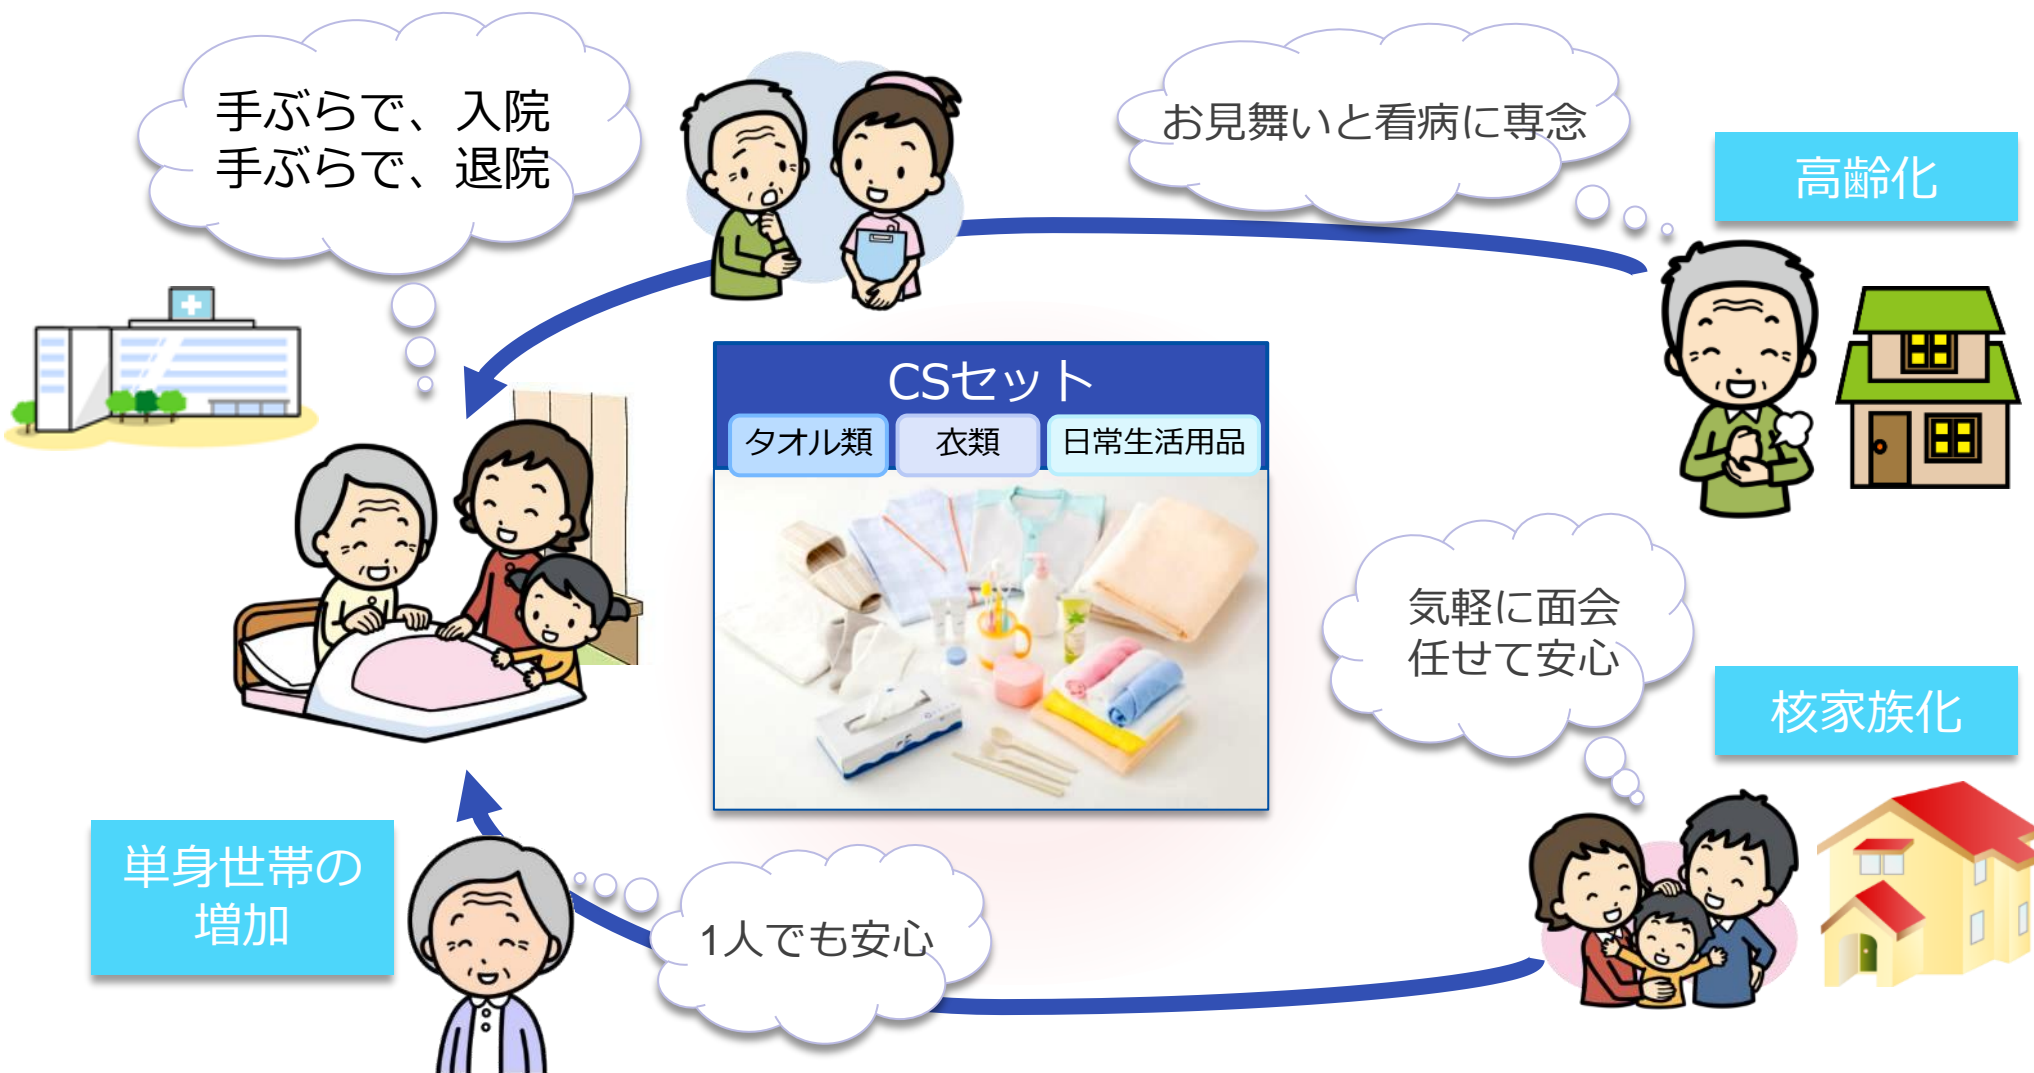 手ぶらで、入院
手ぶらで、退院
お見舞いと看病に専念
高齢化
CSセット
タオル類
衣類
日常生活用品
気軽に面会
任せて安心
核家族化
単身世帯の
増加
1人でも安心